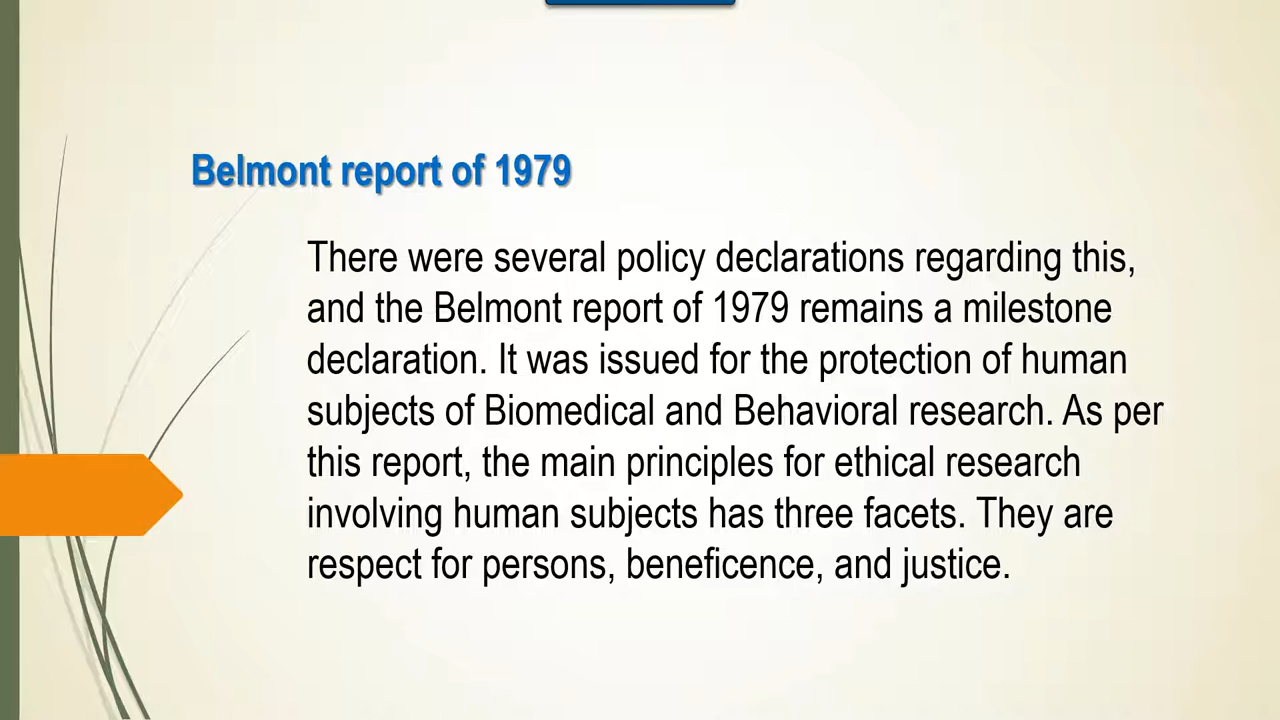 Belmont report of 1979
There were several policy declarations regarding this,
and the Belmont report of 1979 remains a milestone
declaration. It was issued for the protection of human
subjects of Biomedical and Behavioral research. As per
this report, the main principles for ethical research
involving human subjects has three facets. They are
respect for persons, beneficence, and justice.